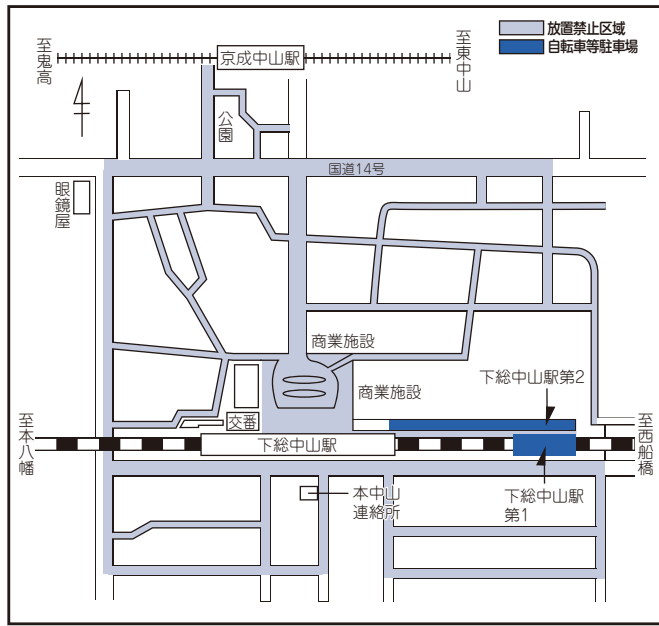 放置禁止区域
自転車等駐車場
至鬼高
京成中山駅
至東中山
公園
国道14号
眼鏡屋
商業施設
商業施設
下総中山駅第2
交番
至本八幡
下総中山駅
至西船橋
本中山
連絡所
下総中山駅
第1